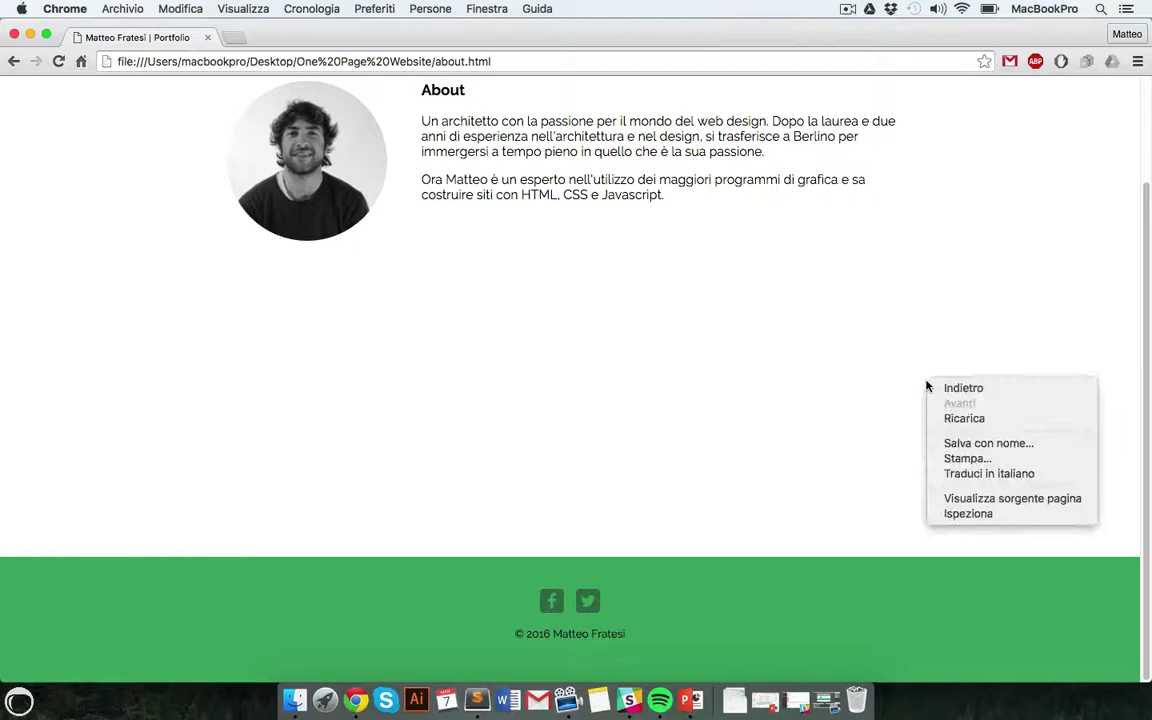 Chrome Archivio Modifica Visualizza Cronologia Preferiti Persone Finestra Guida MacBookPro
Matteo Fratesi | Portfolio
Matteo
file:///Users/macbookpro/Desktop/One%20Page%20Website/about.html
ABP
About
Un architetto con la passione per il mondo del web design. Dopo la laurea e due
anni di esperienza nell'architettura e nel design, si trasferisce a Berlino per
immergersi a tempo pieno in quello che è la sua passione.
Ora Matteo è un esperto nell'utilizzo dei maggiori programmi di grafica e sa
costruire siti con HTML, CSS e Javascript.
Indietro
Avanti
Ricarica
Salva con nome...
Stampa...
Traduci in italiano
Visualizza sorgente pagina
Ispeziona
© 2016 Matteo Fratesi
Ai
7